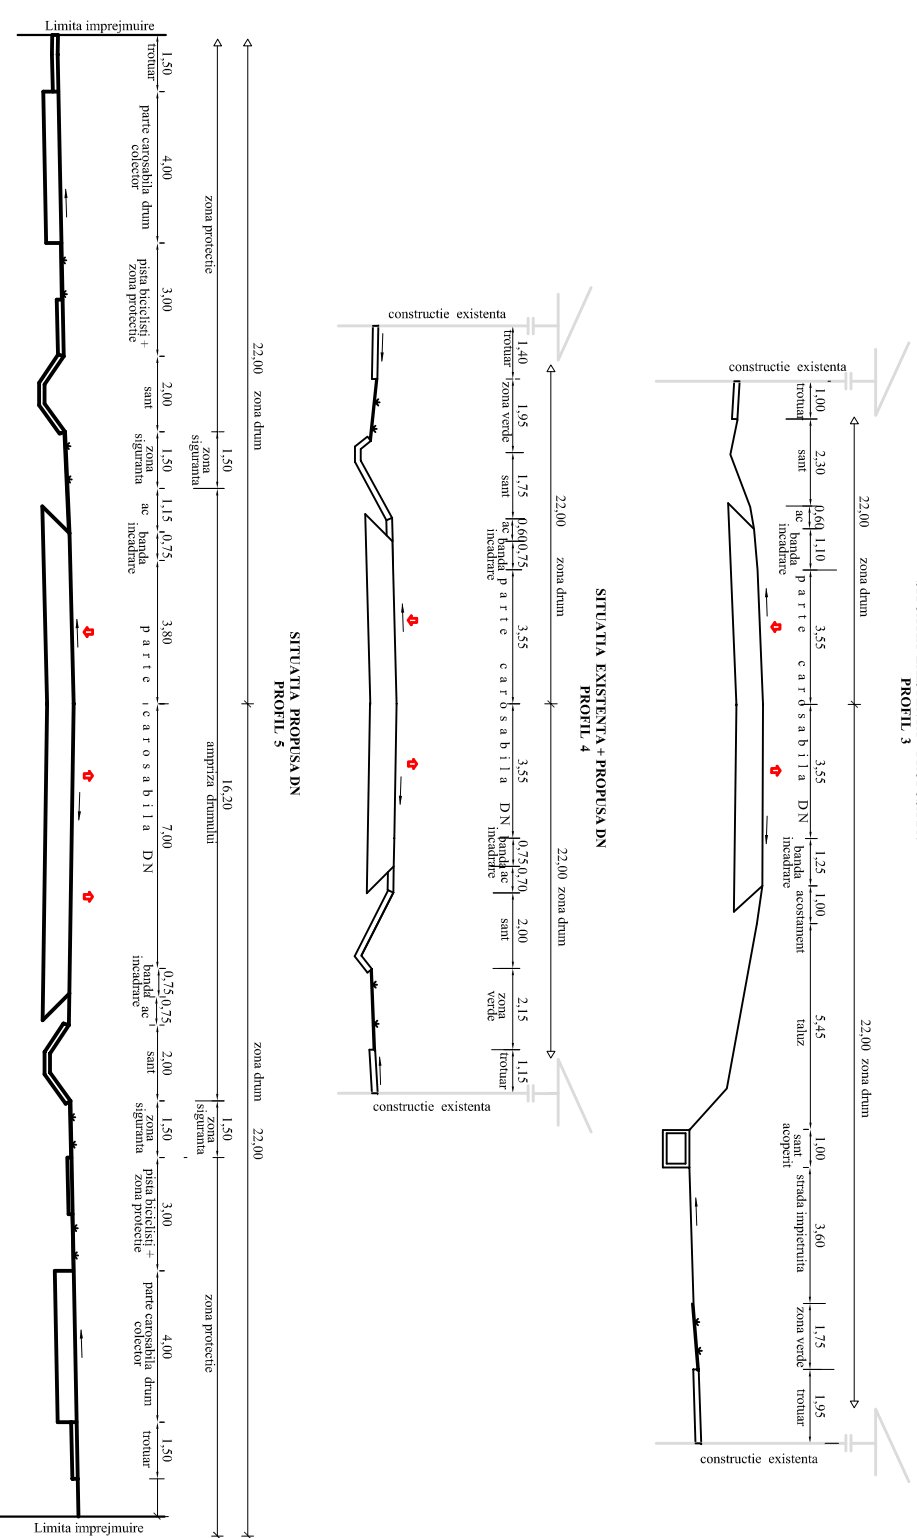 PROFIL 3
22,00 zona drum
22,00 zona drum
constructie existenta
1,00 2,30 0,60 1,10 3,55 3,55 1,25 1,00 5,45 1,00 3,60 1,75 1,95
trotuar sant ac banda incadrare parte carosabila DN banda incadrare acostament taluz sant acoperit strada impietruita zona verde trotuar
constructie existenta
SITUATIA EXISTENTA + PROPUSA DN
PROFIL 4
22,00 zona drum
22,00 zona drum
constructie existenta
1,40 1,95 1,75 0,60 0,75 3,55 3,55 0,75 0,70 2,00 2,15 1,15
trotuar zona verde sant ac banda incadrare parte carosabila DN banda incadrare ac sant zona verde trotuar
constructie existenta
SITUATIA PROPUSA DN
PROFIL 5
22,00 zona drum
zona drum 22,00
zona protectie
1,50
zona siguranta
16,20
ampriza drumului
1,50
zona siguranta
zona protectie
Limita imprejmuire
1,50 4,00 3,00 2,00 1,50 1,15 0,75 3,80 7,00 0,75 0,75 2,00 1,50 3,00 4,00 1,50
trotuar parte carosabila drum colector pista biciclisti + zona protectie sant zona siguranta ac banda incadrare parte carosabila DN banda incadrare ac sant zona siguranta pista biciclisti + zona protectie parte carosabila drum colector trotuar
Limita imprejmuire